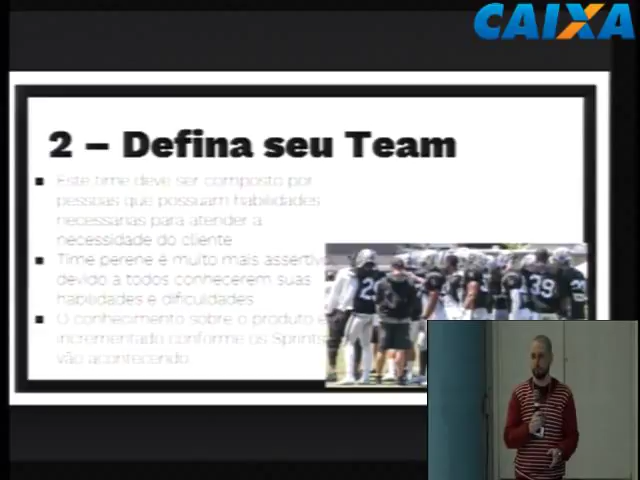 CAIXA
2 – Defina seu Team
Este time deve ser composto por
pessoas que possuam habilidades
necessárias para atender a
necessidade do cliente
Time perene é muito mais assertivo
devido a todos conhecerem suas
habilidades e dificuldades
O conhecimento sobre o produto é
incrementado conforme os Sprints
vão acontecendo
39